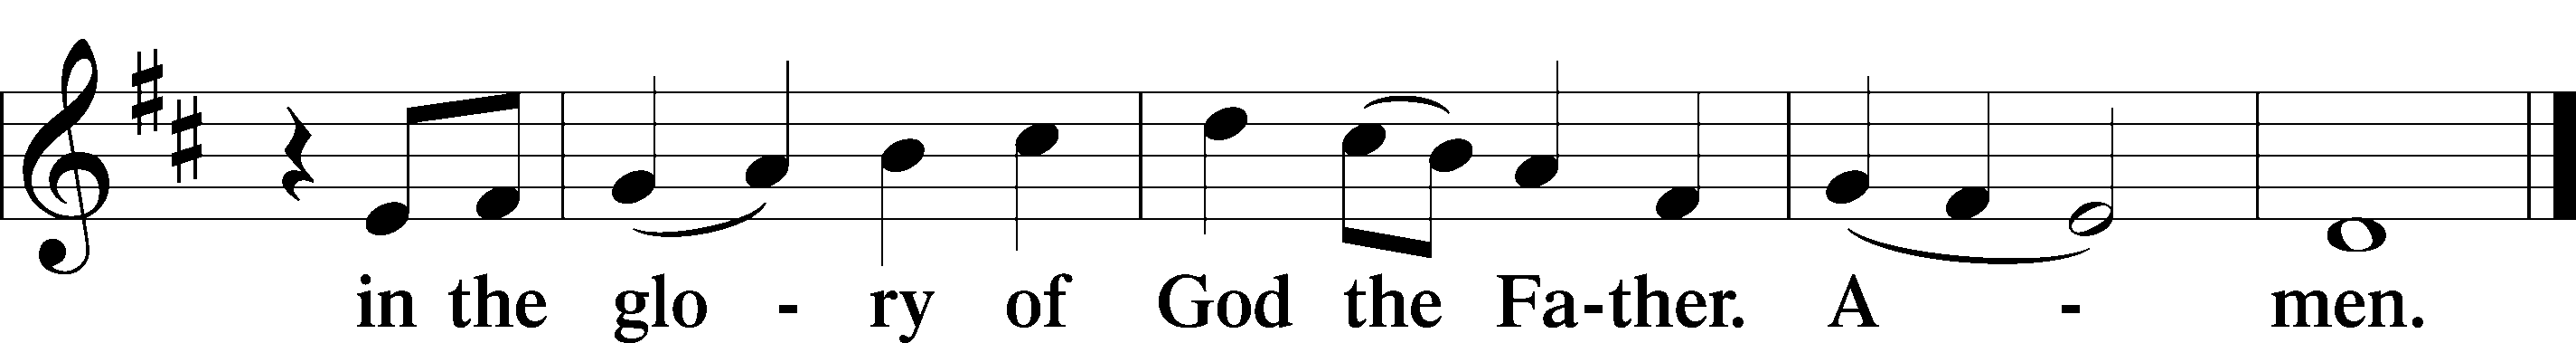 in the glo - ry of God the Fa-ther. A - men.